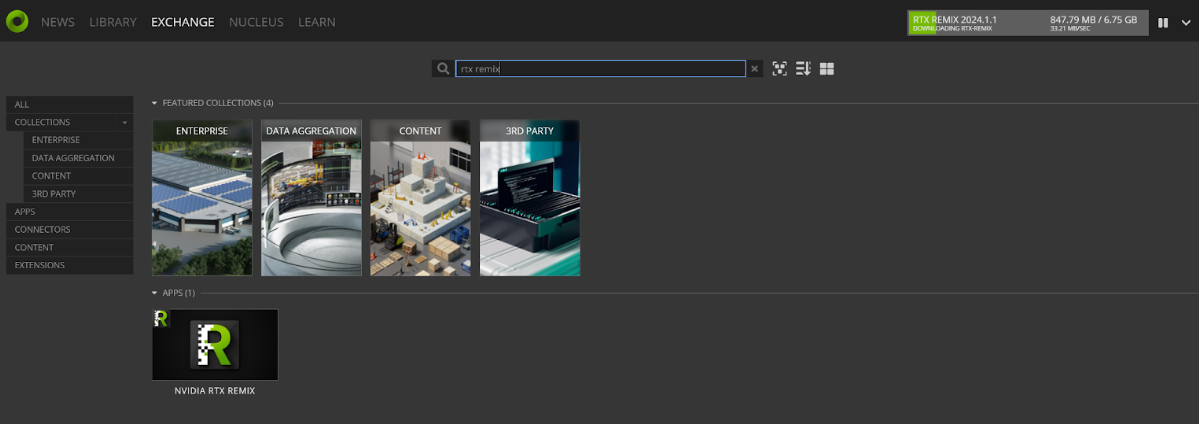 NEWS LIBRARY EXCHANGE NUCLEUS LEARN
RTX REMIX 2024.1.1 847.79 MB / 6.75 GB
DOWNLOADING RTX-REMIX 33.21 MB/SEC
rtx remix
ALL
COLLECTIONS
ENTERPRISE
DATA AGGREGATION
CONTENT
3RD PARTY
APPS
CONNECTORS
CONTENT
EXTENSIONS
FEATURED COLLECTIONS (4)
ENTERPRISE DATA AGGREGATION CONTENT 3RD PARTY
APPS (1)
R
R
NVIDIA RTX REMIX